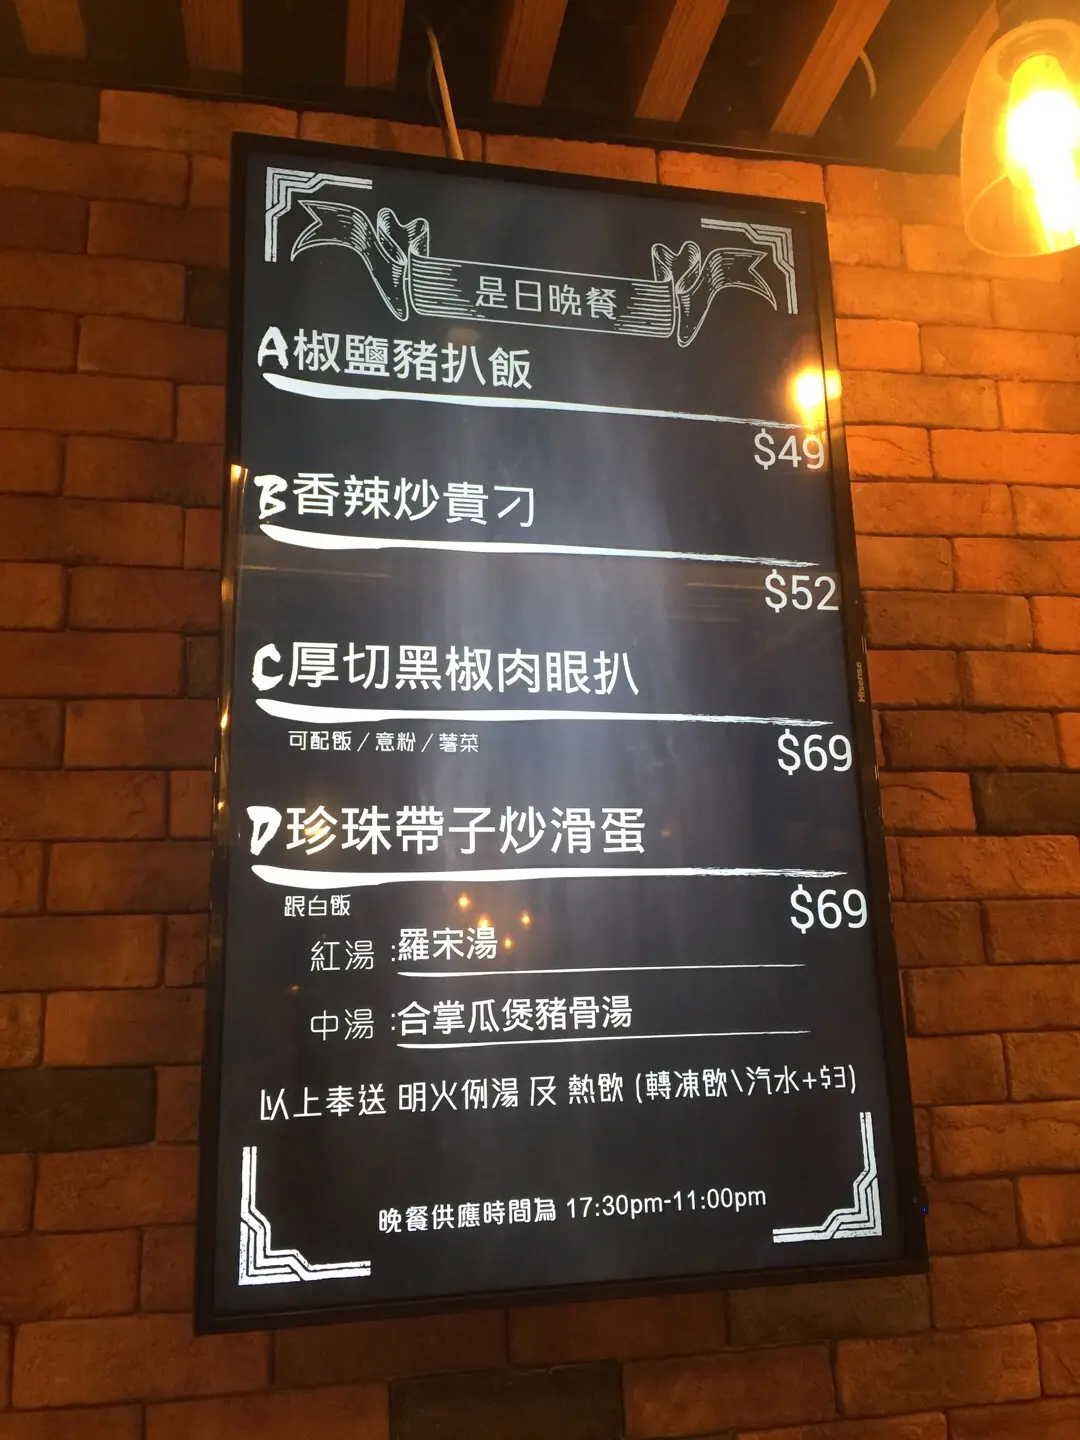 是日晚餐
A椒鹽豬扒飯
$49
B香辣炒貴刁
$52
C厚切黑椒肉眼扒
可配飯/意粉/薯菜
$69
D珍珠帶子炒滑蛋
跟白飯
$69
紅湯:羅宋湯
中湯:合掌瓜煲豬骨湯
以上奉送 明火例湯 及 熱飲 (轉凍飲\汽水+$3)
晚餐供應時間為 17:30pm-11:00pm
Hisense